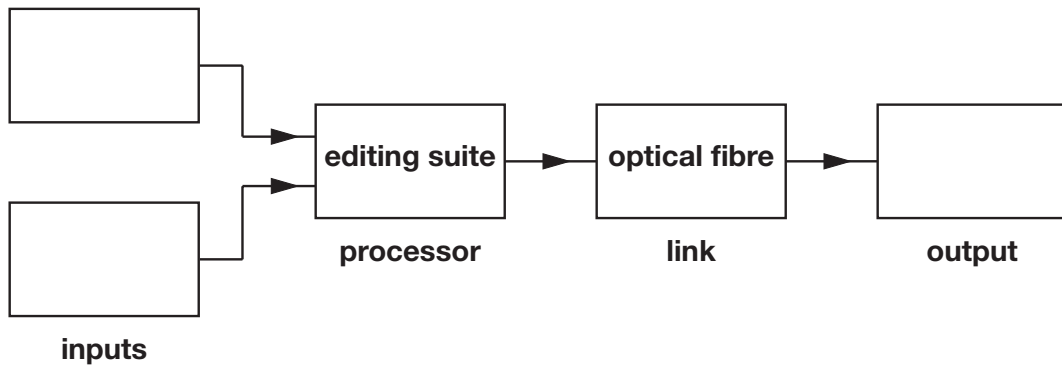 editing suite
optical fibre
processor
link
output
inputs